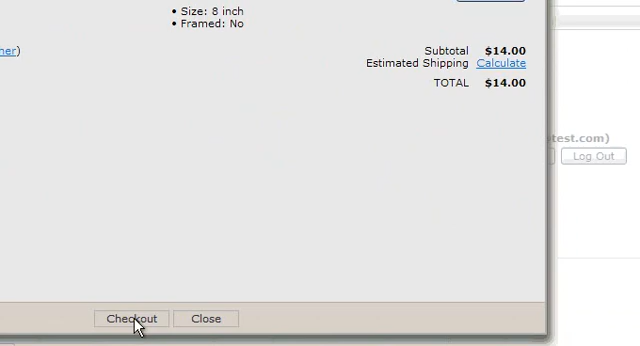 • Size: 8 inch
• Framed: No
her)
Subtotal $14.00
Estimated Shipping Calculate
TOTAL $14.00
test.com)
Log Out
Checkout Close